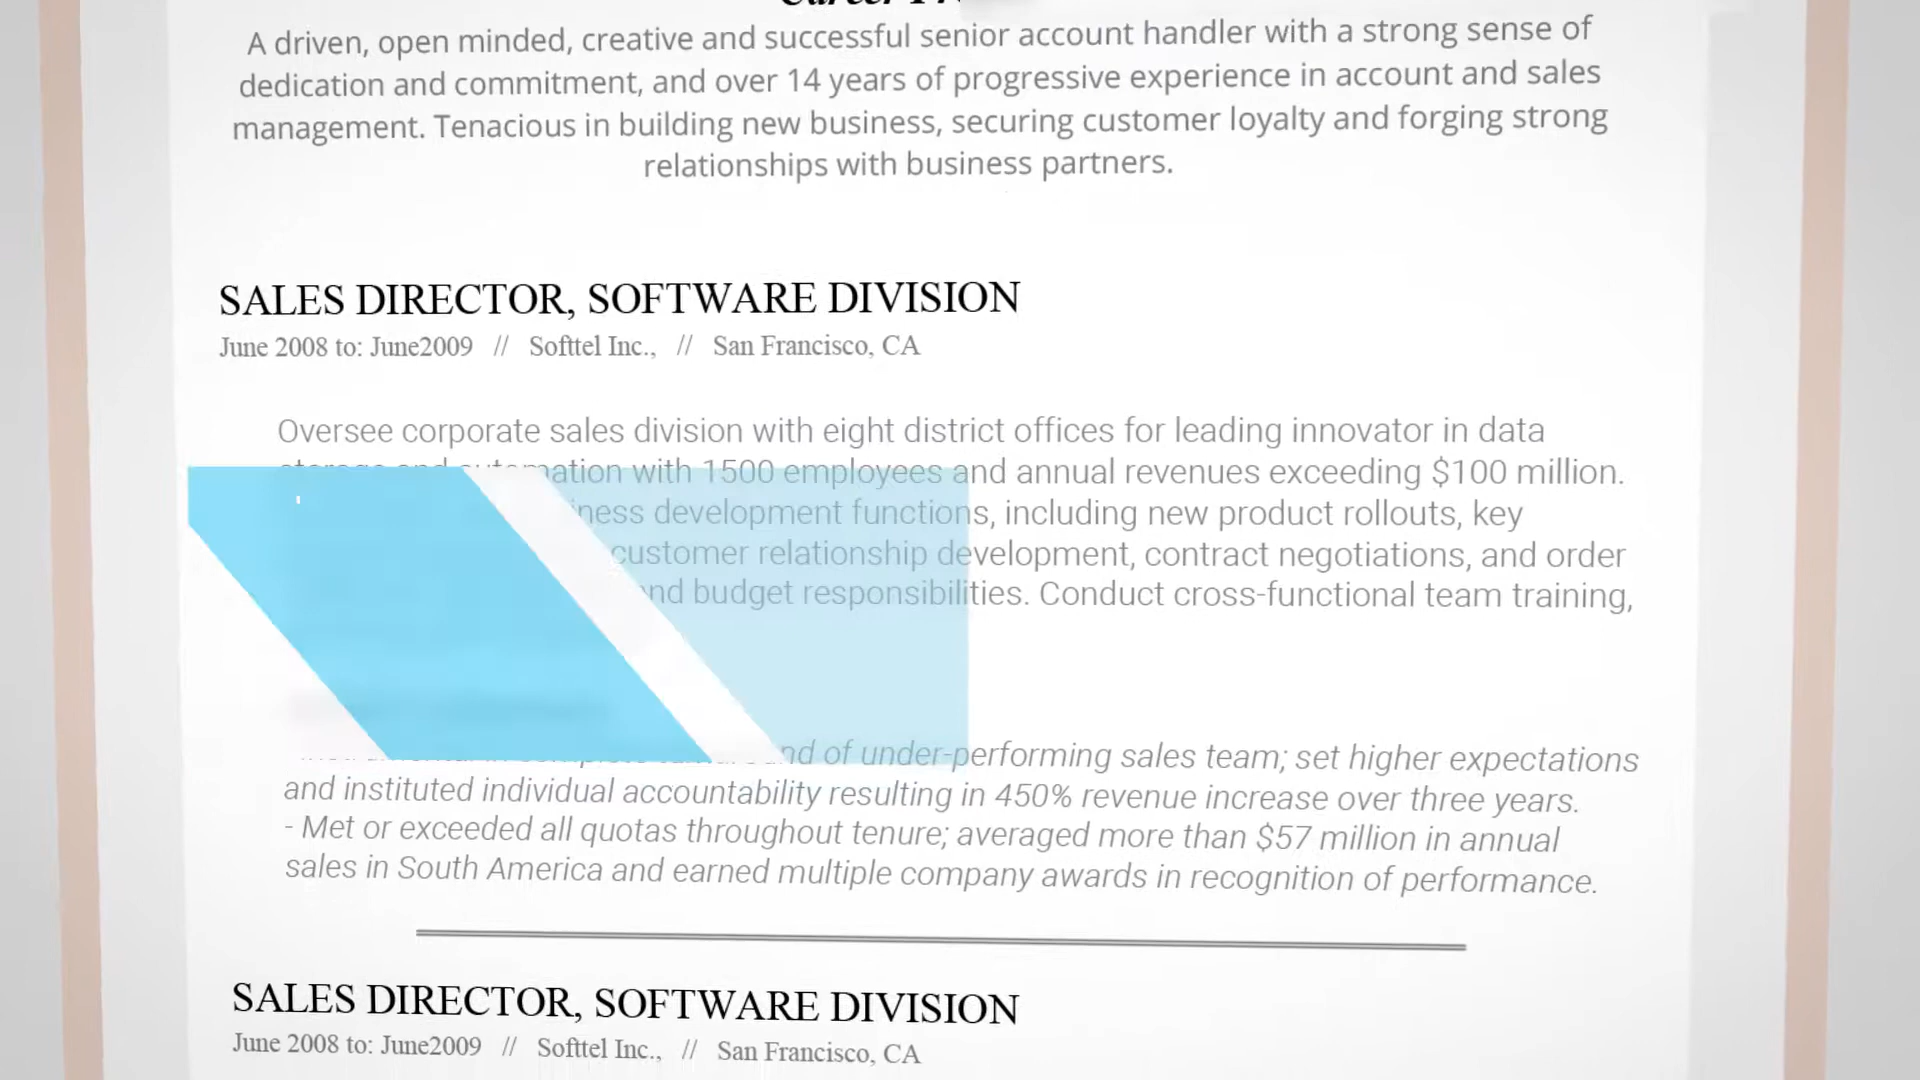 A driven, open minded, creative and successful senior account handler with a strong sense of
dedication and commitment, and over 14 years of progressive experience in account and sales
management. Tenacious in building new business, securing customer loyalty and forging strong
relationships with business partners.
SALES DIRECTOR, SOFTWARE DIVISION
June 2008 to: June2009 // Softtel Inc., // San Francisco, CA
Oversee corporate sales division with eight district offices for leading innovator in data
with 1500 employees and annual revenues exceeding $100 million.
development functions, including new product rollouts, key
customer relationship development, contract negotiations, and order
budget responsibilities. Conduct cross-functional team training,
of under-performing sales team; set higher expectations
and instituted individual accountability resulting in 450% revenue increase over three years.
- Met or exceeded all quotas throughout tenure; averaged more than $57 million in annual
sales in South America and earned multiple company awards in recognition of performance.
SALES DIRECTOR, SOFTWARE DIVISION
June 2008 to: June2009 // Softtel Inc., // San Francisco, CA